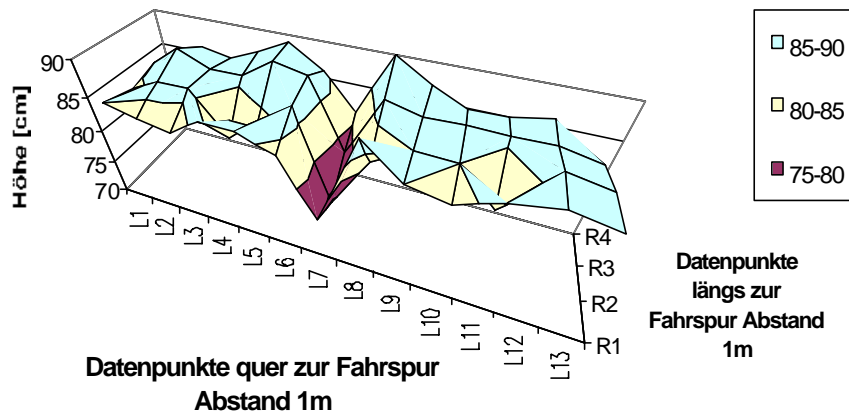 90
85
80
75
70
Höhe [cm]
85-90
80-85
75-80
L1
L2
L3
L4
L5
L6
L7
L8
L9
L10
L11
L12
L13
R4
R3
R2
R1
Datenpunkte
längs zur
Fahrspur Abstand
1m
Datenpunkte quer zur Fahrspur
Abstand 1m